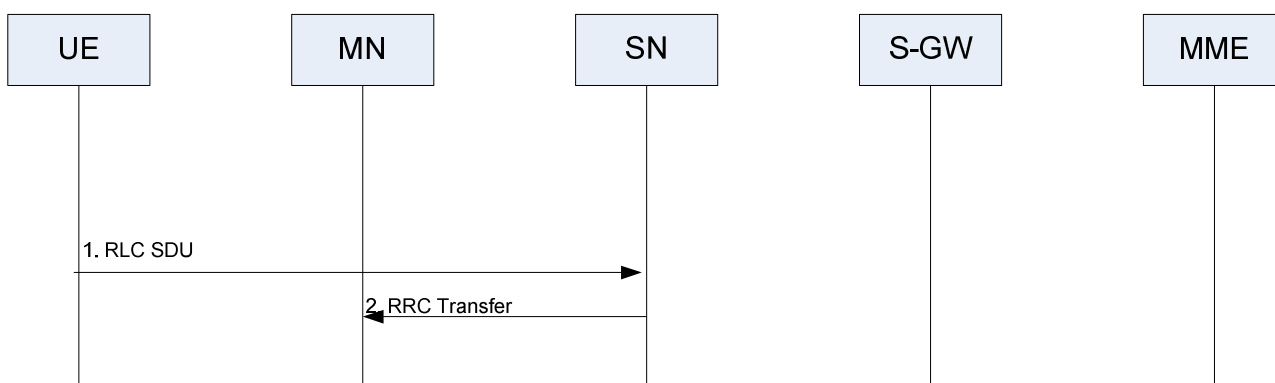 UE
MN
SN
S-GW
MME
1. RLC SDU
2. RRC Transfer